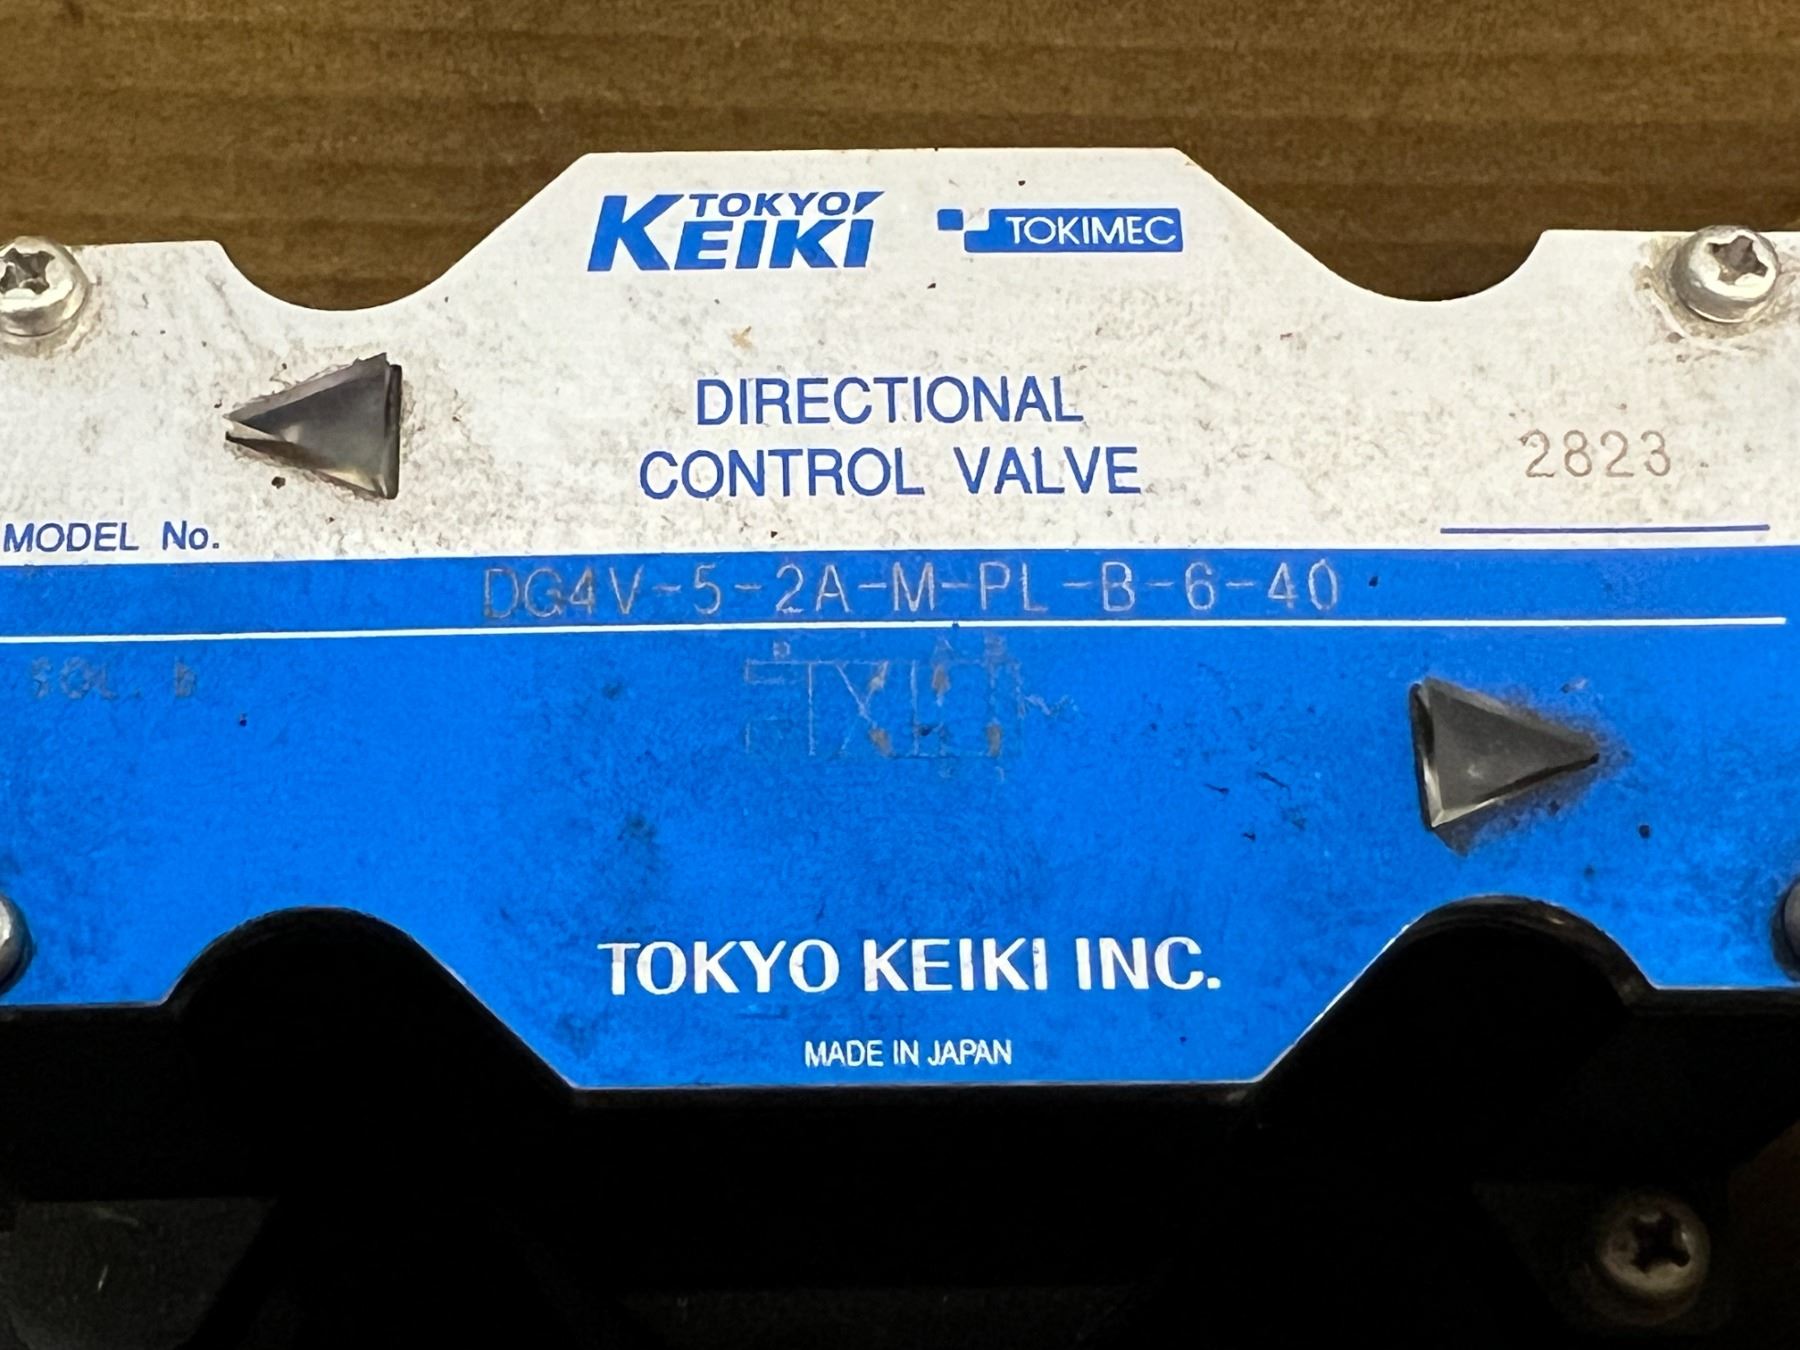 TOKYO
KEIKI TOKIMEC
DIRECTIONAL
CONTROL VALVE
2823
MODEL No.
DG4V-5-2A-M-PL-B-6-40
SOL. b
TOKYO KEIKI INC.
MADE IN JAPAN